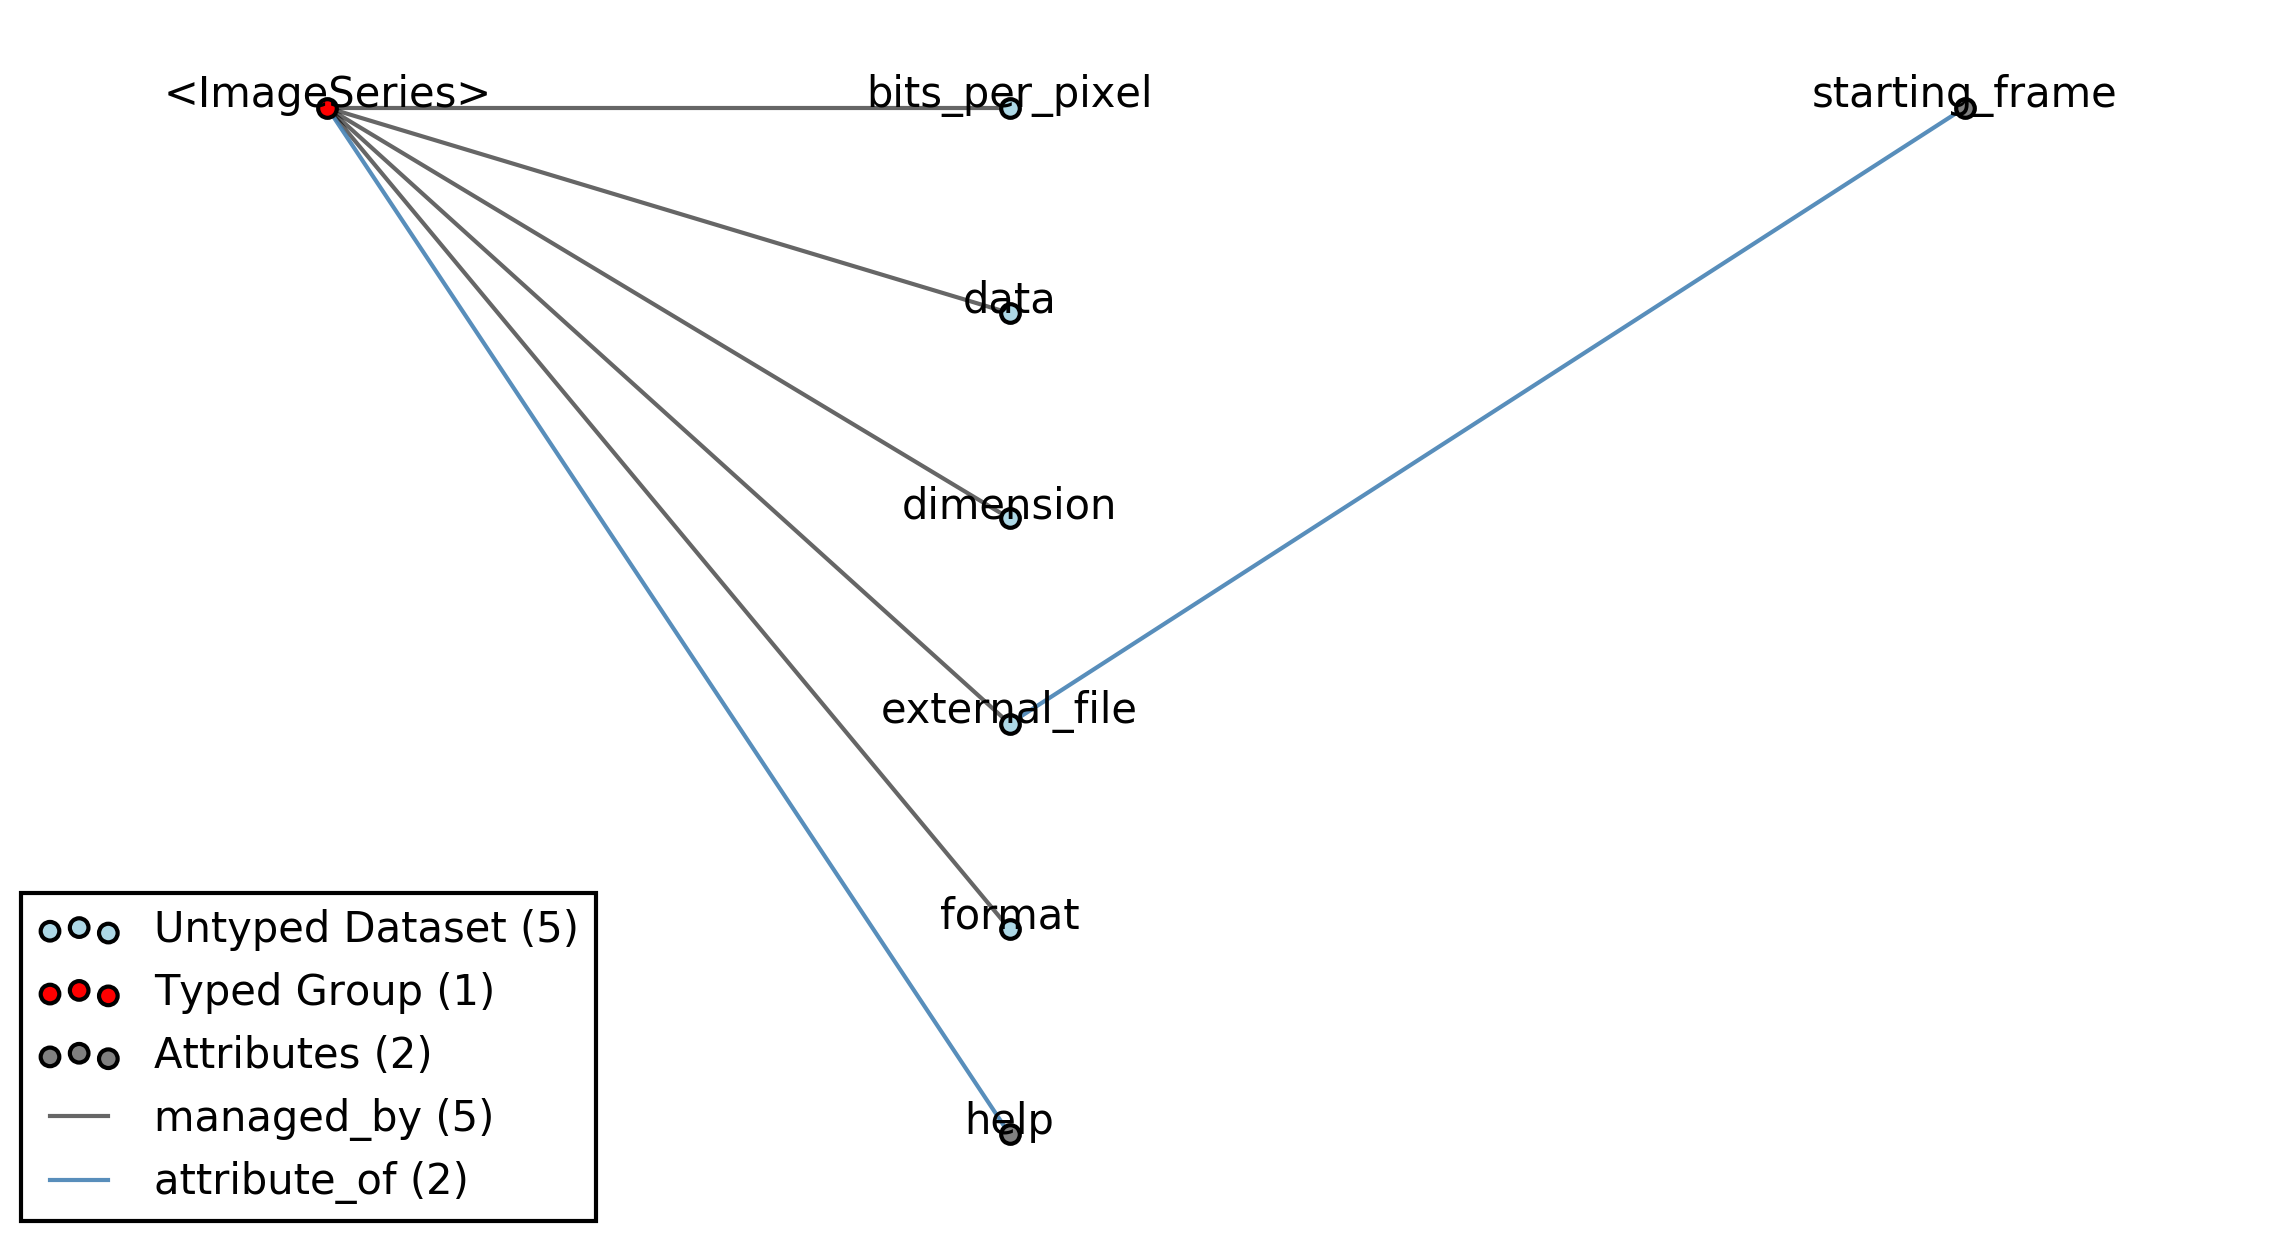 <ImageSeries>
bits_per_pixel
starting_frame
data
dimension
external_file
format
help
Untyped Dataset (5)
Typed Group (1)
Attributes (2)
managed_by (5)
attribute_of (2)